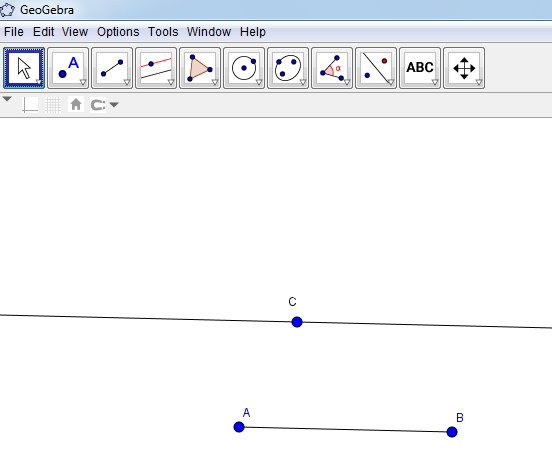 GeoGebra
File Edit View Options Tools Window Help
A α ABC
C
A
B